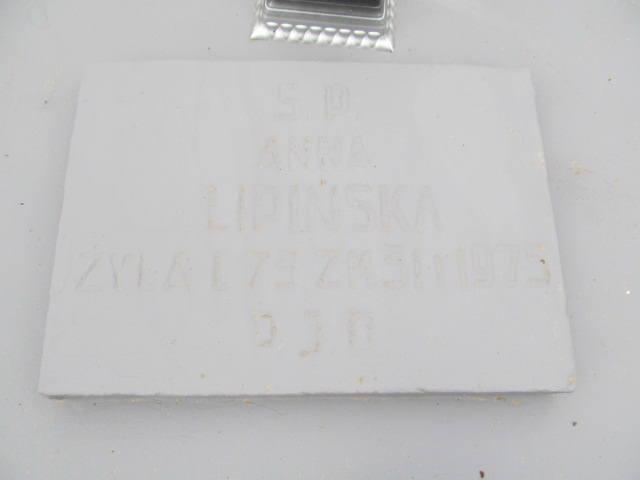 Ś.P.
ANNA
LIPIŃSKA
ŻYŁA L 73 ZM 31 I 1975
P J D